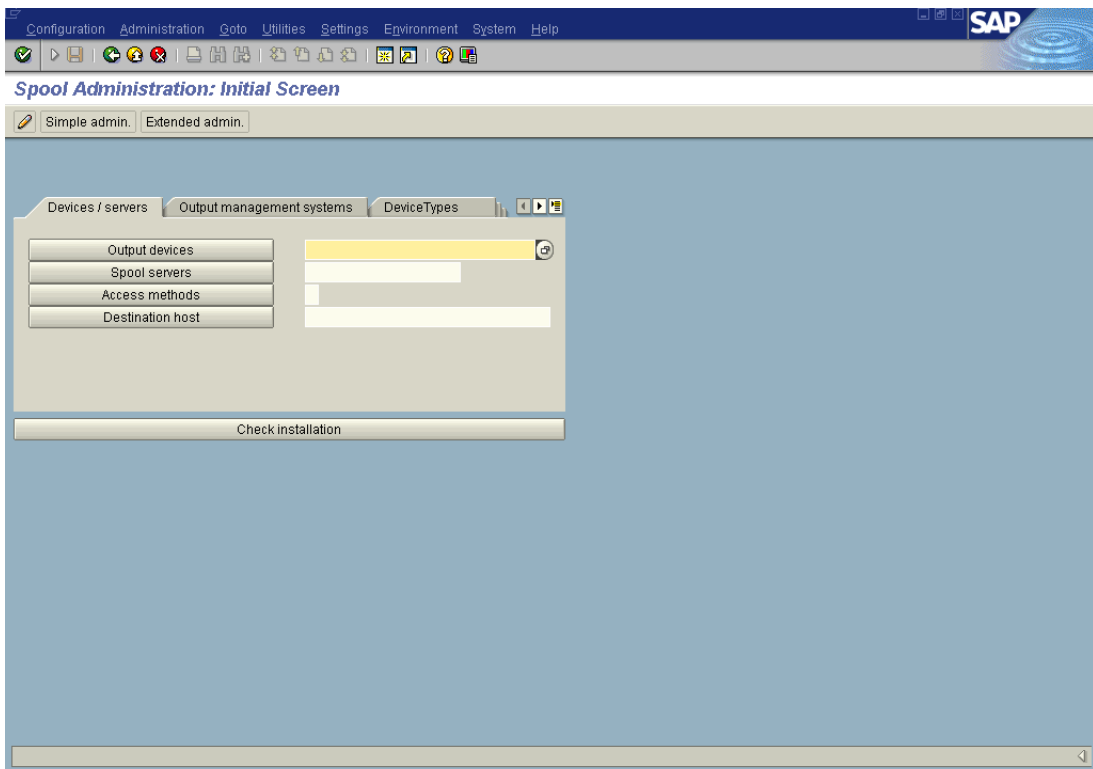 Configuration Administration Goto Utilities Settings Environment System Help
SAP
Spool Administration: Initial Screen
Simple admin. Extended admin.
Devices / servers Output management systems DeviceTypes
Output devices
Spool servers
Access methods
Destination host
Check installation